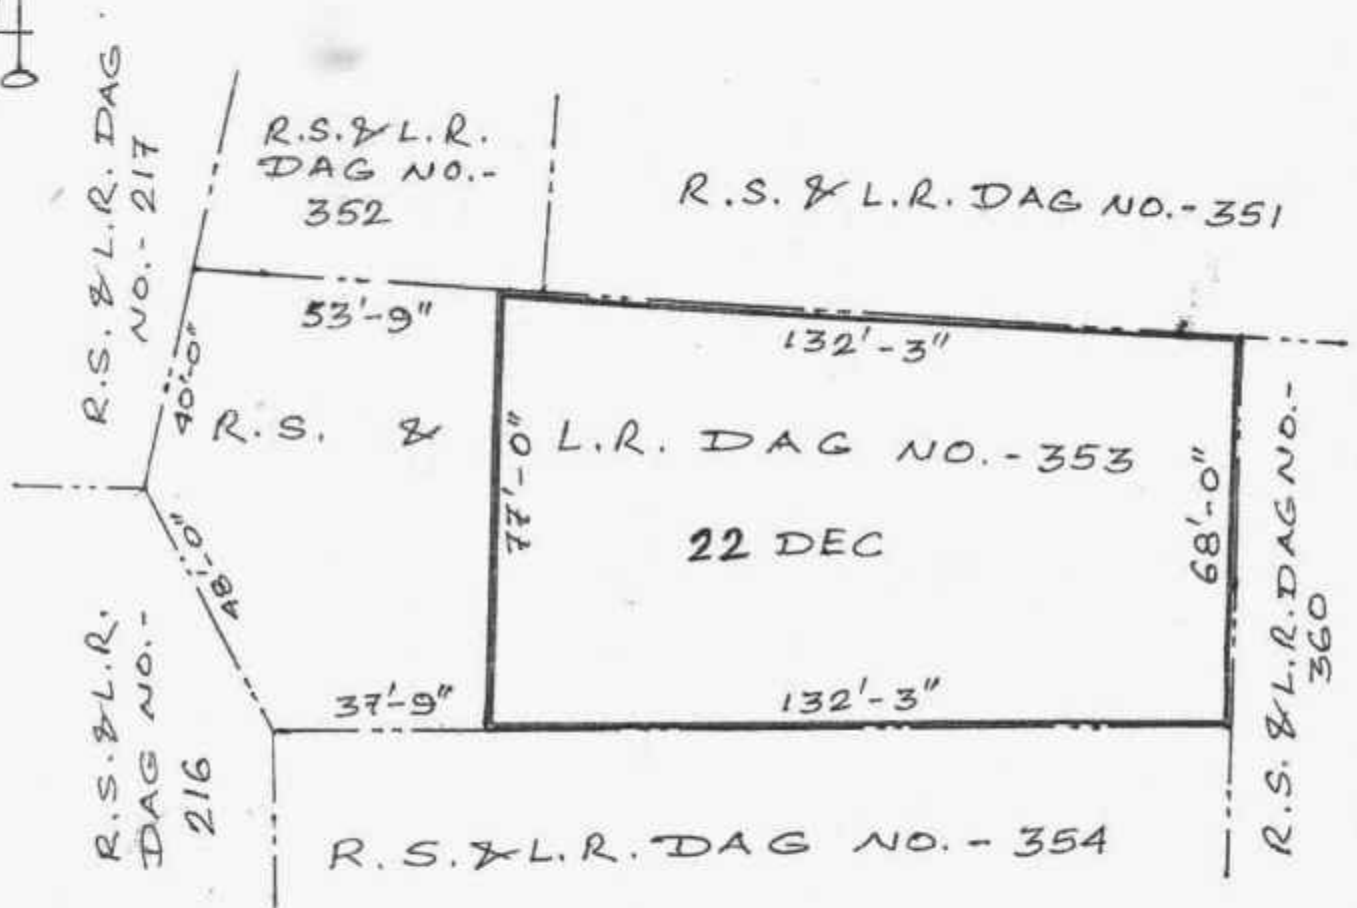 R.S. & L.R. DAG
NO.- 217
R.S. & L.R.
DAG NO.-
352
R.S. & L.R. DAG NO.- 351
53'-9"
132'-3"
40'-0"
R.S. & L.R. DAG NO.- 353
77'-0"
22 DEC
68'-0"
48'-0"
R.S. & L.R. DAG NO.-
360
R.S. & L.R.
DAG NO.-
216
37'-9"
132'-3"
R.S. & L.R. DAG NO. - 354